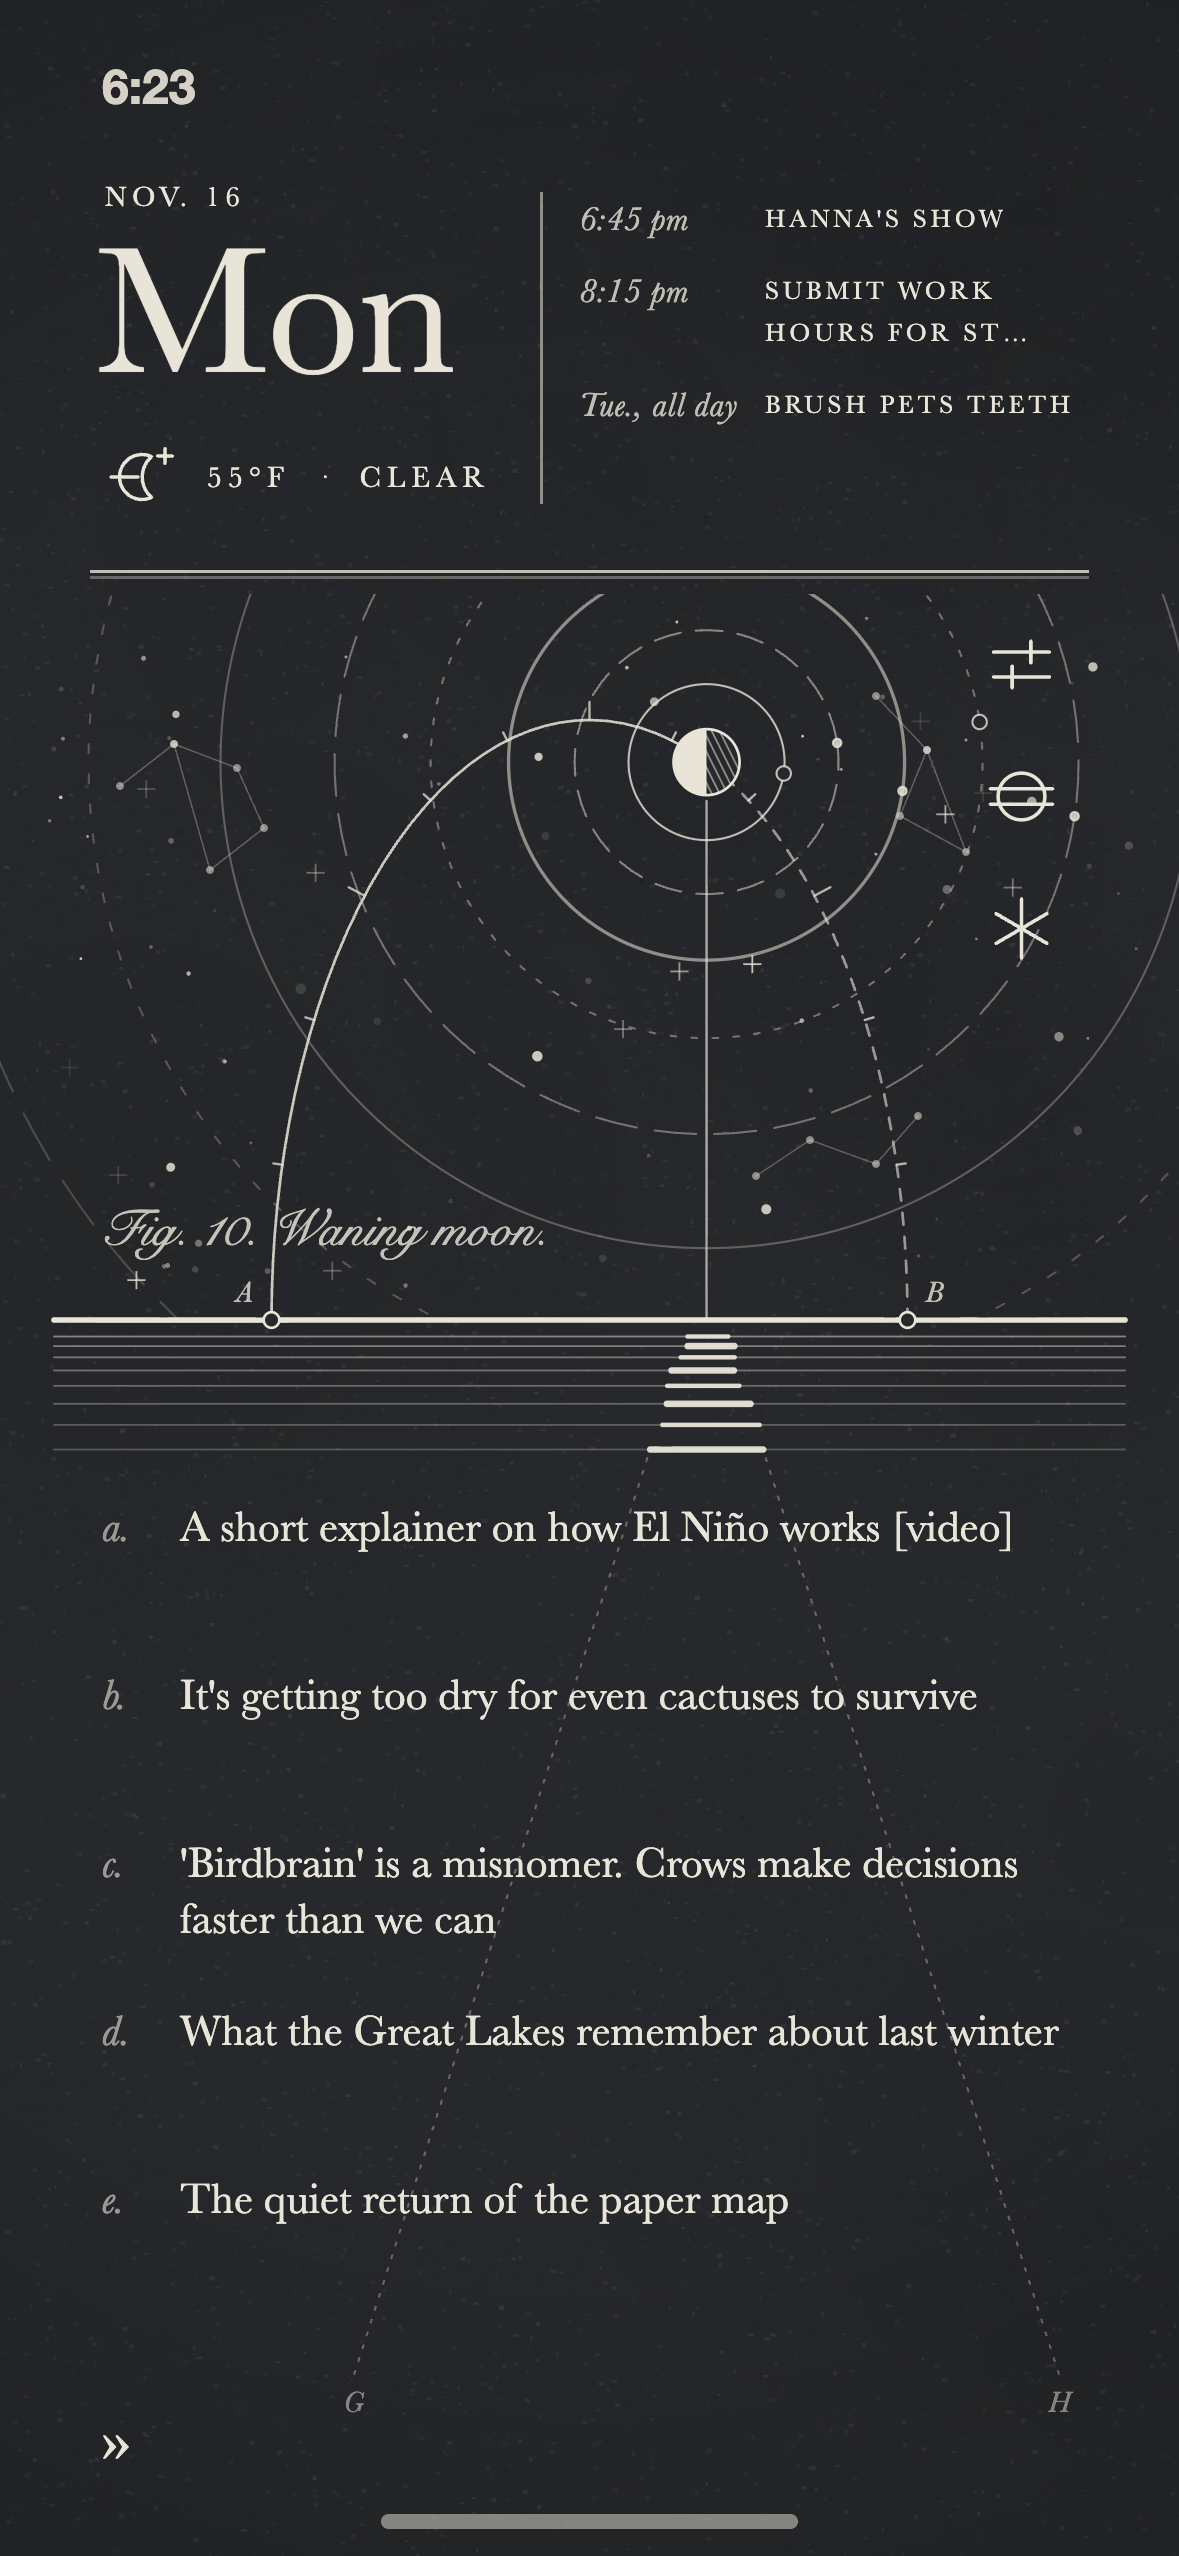 6:23
NOV. 16
Mon
55°F · CLEAR
6:45 pm HANNA'S SHOW
8:15 pm SUBMIT WORK
HOURS FOR ST...
Tue., all day BRUSH PETS TEETH
Fig. 10. Waning moon.
A
B
a. A short explainer on how El Niño works [video]
b. It's getting too dry for even cactuses to survive
c. 'Birdbrain' is a misnomer. Crows make decisions
faster than we can
d. What the Great Lakes remember about last winter
e. The quiet return of the paper map
G
H
»